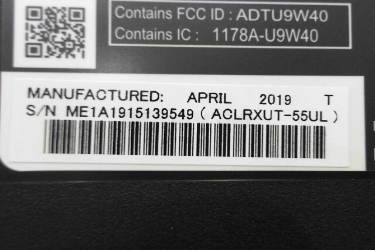 Contains FCC ID : ADTU9W40
Contains IC : 1178A-U9W40
MANUFACTURED: APRIL 2019 T
S/N ME1A1915139549 ( ACLRXUT-55UL )